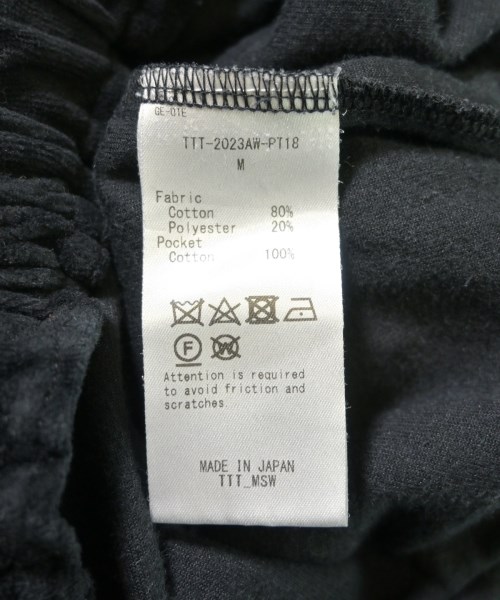 GE-01E
TTT-2023AW-PT18
M
Fabric
Cotton 80%
Polyester 20%
Pocket
Cotton 100%
F
W
Attention is required
to avoid friction and
scratches.
MADE IN JAPAN
TTT_MSW